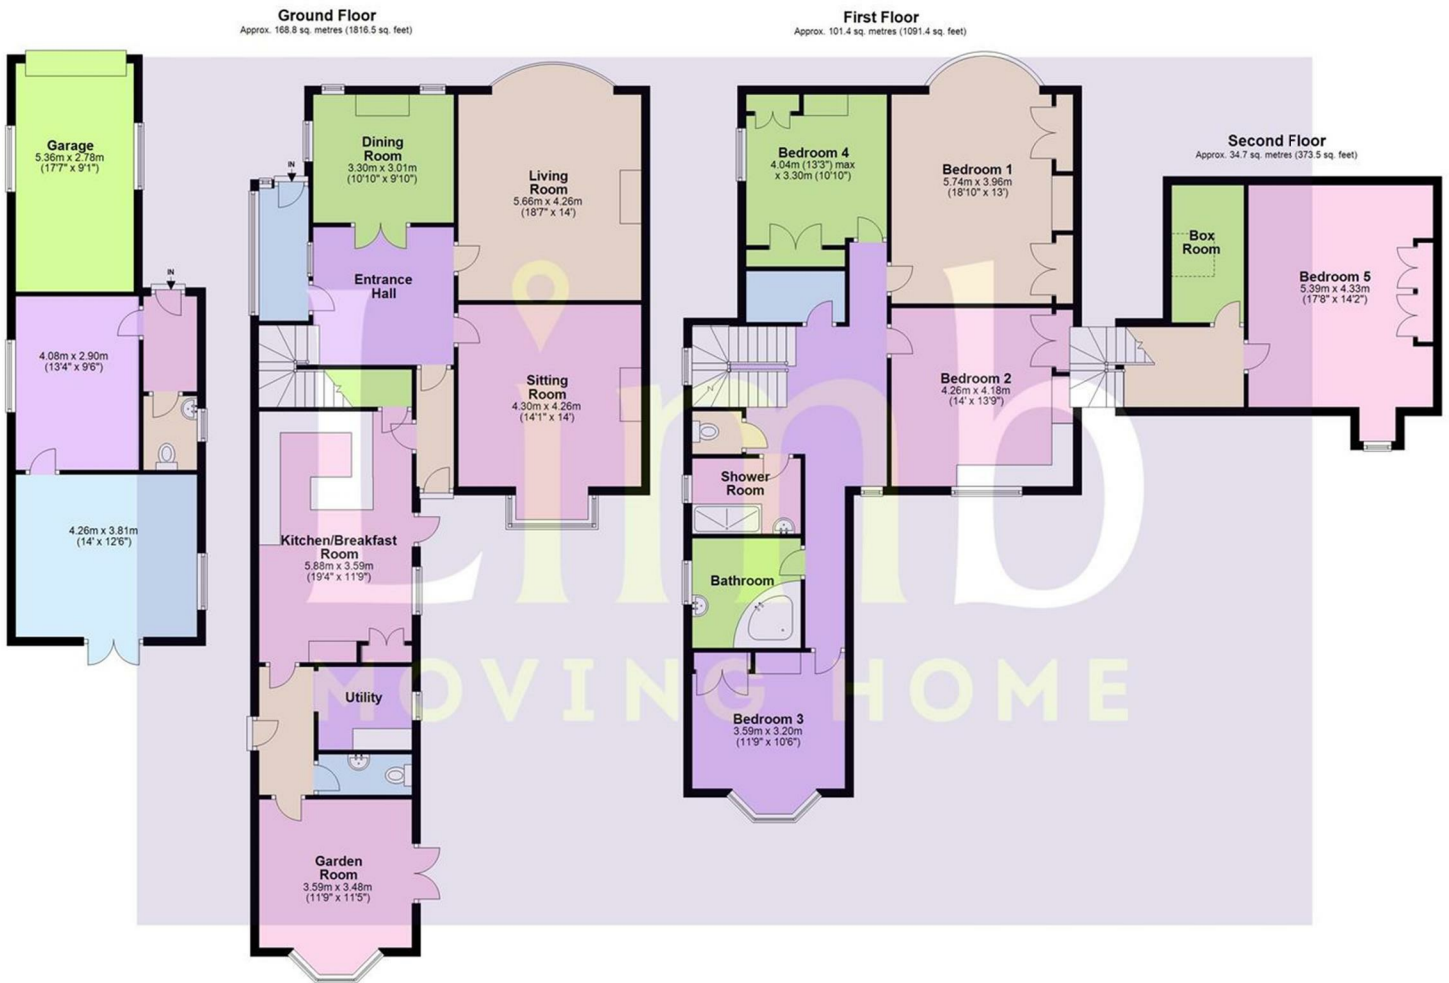 Ground Floor
Approx. 168.8 sq. metres (1816.5 sq. feet)
Garage
5.36m x 2.78m
(17'7" x 9'1")
IN
4.08m x 2.90m
(13'4" x 9'6")
4.26m x 3.81m
(14' x 12'6")
IN
Dining
Room
3.30m x 3.01m
(10'10" x 9'10")
Living
Room
5.66m x 4.26m
(18'7" x 14')
Entrance
Hall
Sitting
Room
4.30m x 4.26m
(14'1" x 14')
Kitchen/Breakfast
Room
5.88m x 3.59m
(19'4" x 11'9")
Utility
Garden
Room
3.59m x 3.48m
(11'9" x 11'5")
First Floor
Approx. 101.4 sq. metres (1091.4 sq. feet)
Bedroom 4
4.04m (13'3") max
x 3.30m (10'10")
Bedroom 1
5.74m x 3.96m
(18'10" x 13')
Bedroom 2
4.26m x 4.18m
(14' x 13'9")
Shower
Room
Bathroom
Bedroom 3
3.59m x 3.20m
(11'9" x 10'6")
Second Floor
Approx. 34.7 sq. metres (373.5 sq. feet)
Box
Room
Bedroom 5
5.39m x 4.33m
(17'8" x 14'2")
Limb
MOVING HOME